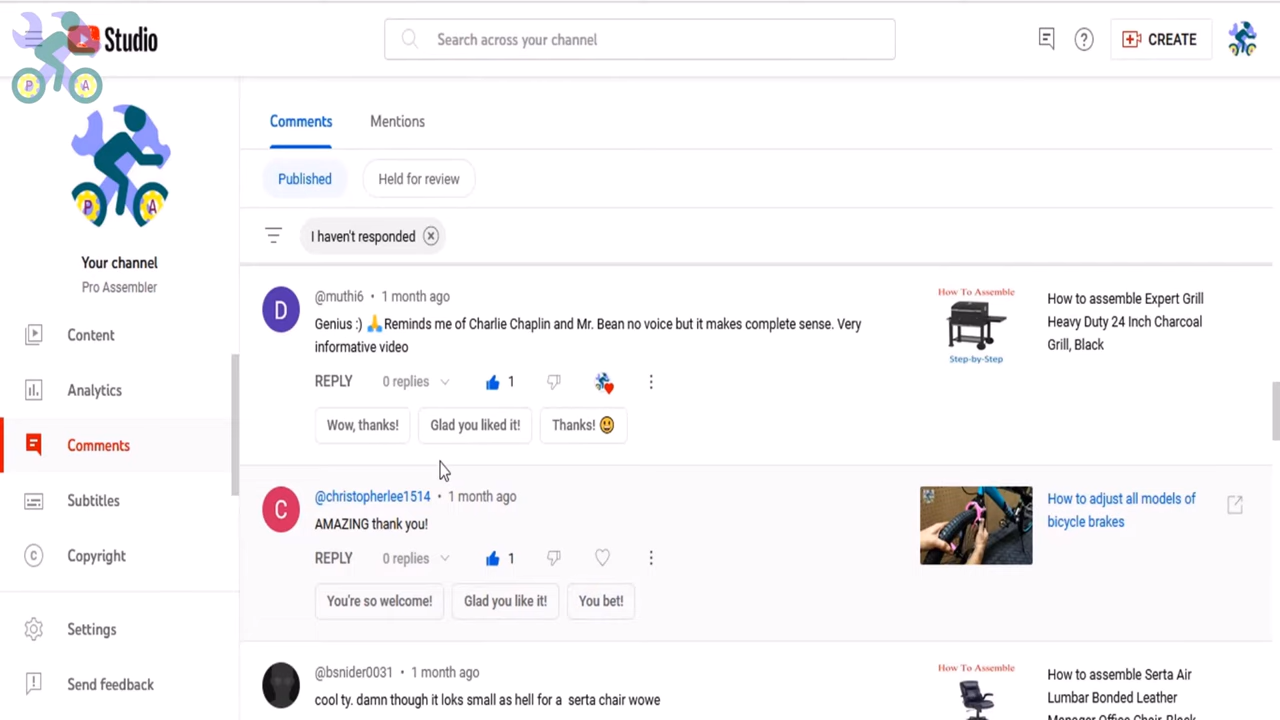 Studio
Search across your channel
CREATE
P A
P A
Your channel
Pro Assembler
Content
Analytics
Comments
Subtitles
Copyright
Settings
Send feedback
Comments Mentions
Published Held for review
I haven't responded
D
@muthi6 • 1 month ago
Genius :) 🙏Reminds me of Charlie Chaplin and Mr. Bean no voice but it makes complete sense. Very
informative video
REPLY 0 replies 1
Wow, thanks! Glad you liked it! Thanks! 😃
How To Assemble
Step-by-Step
How to assemble Expert Grill
Heavy Duty 24 Inch Charcoal
Grill, Black
C
@christopherlee1514 • 1 month ago
AMAZING thank you!
REPLY 0 replies 1
You're so welcome! Glad you like it! You bet!
How to adjust all models of
bicycle brakes
@bsnider0031 • 1 month ago
cool ty. damn though it loks small as hell for a serta chair wowe
How To Assemble
How to assemble Serta Air
Lumbar Bonded Leather
Manager Office Chair, Black